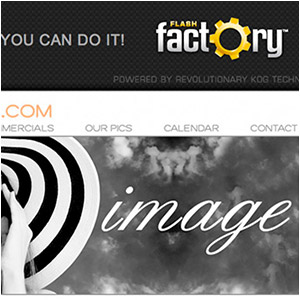 YOU CAN DO IT!
FLASH
factory
POWERED BY REVOLUTIONARY KOG TECHN
.COM
MERCIALS OUR PICS CALENDAR CONTACT
image